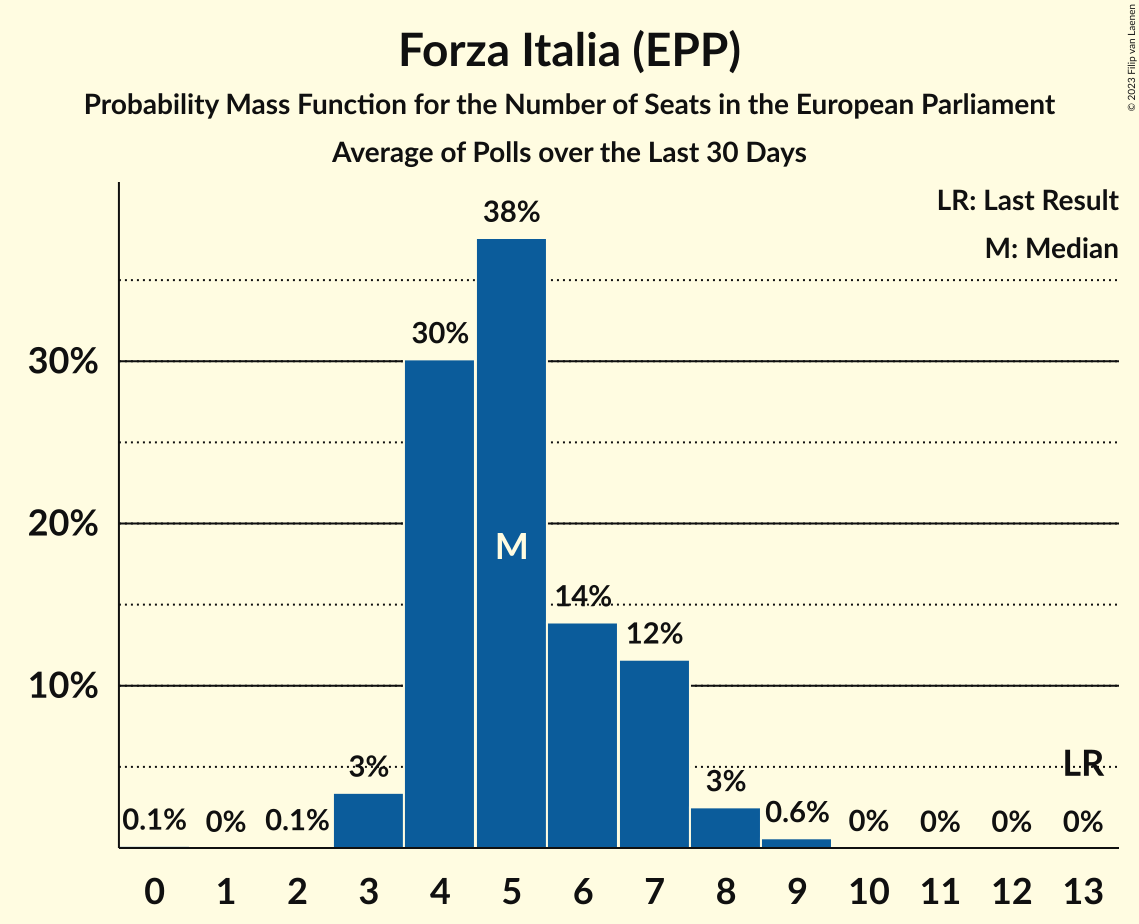 Forza Italia (EPP)
Probability Mass Function for the Number of Seats in the European Parliament
Average of Polls over the Last 30 Days
© 2023 Filip van Laenen
LR: Last Result
M: Median
38%
30%
30%
20%
M
14%
12%
10%
3%
LR
3%
0.1%
0%
0.1%
0.6%
0%
0%
0%
0%
0 1 2 3 4 5 6 7 8 9 10 11 12 13